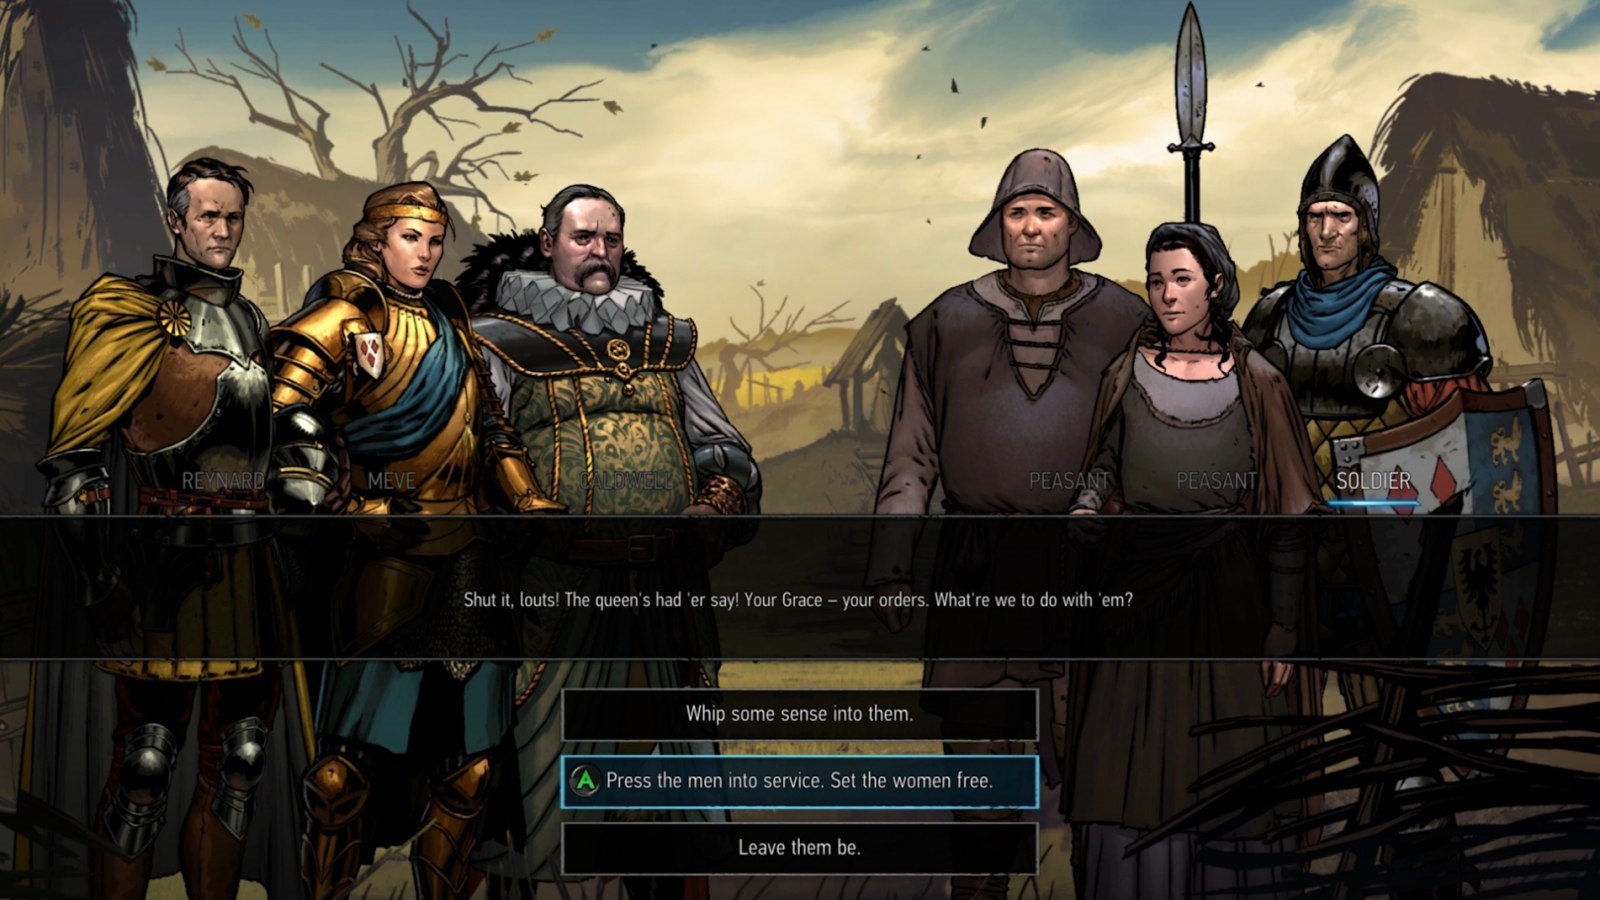 REYNARD MEVE CALDWELL PEASANT PEASANT SOLDIER
Shut it, louts! The queen's had 'er say! Your Grace – your orders. What're we to do with 'em?
Whip some sense into them.
A Press the men into service. Set the women free.
Leave them be.